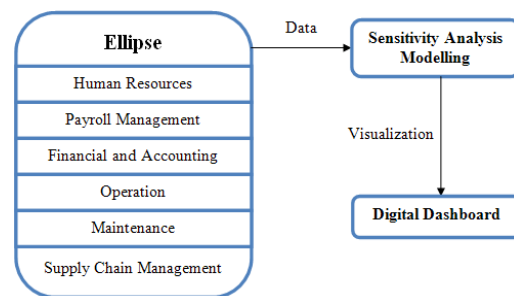 Ellipse
Human Resources
Payroll Management
Financial and Accounting
Operation
Maintenance
Supply Chain Management
Data
Sensitivity Analysis
Modelling
Visualization
Digital Dashboard